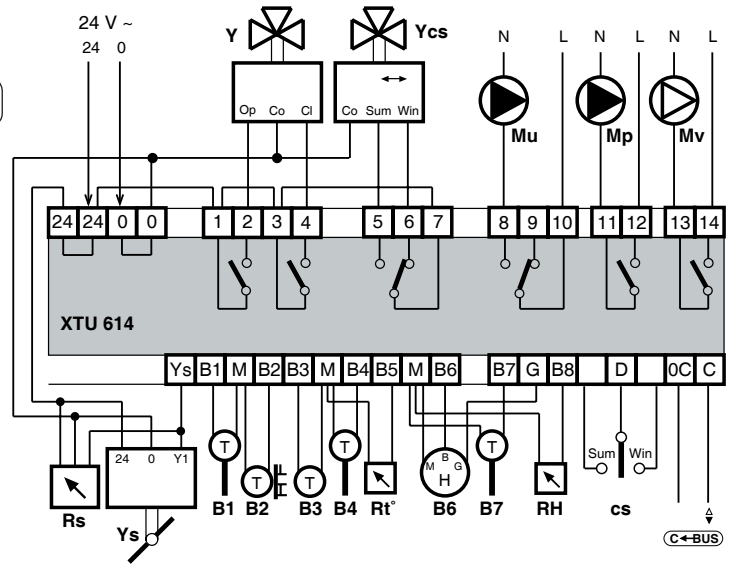 24 V ~
24 0
Y
Ycs
N L N L N L
Op Co Cl
Co Sum Win
Mu Mp Mv
24 24 0 0 1 2 3 4 5 6 7 8 9 10 11 12 13 14
XTU 614
Ys B1 M B2 B3 M B4 B5 M B6 B7 G B8 D 0C C
24 0 Y1
T T T T M B G H T
Sum Win
Rs
Ys
B1 B2 B3 B4 Rt° B6 B7 RH cs
C BUS